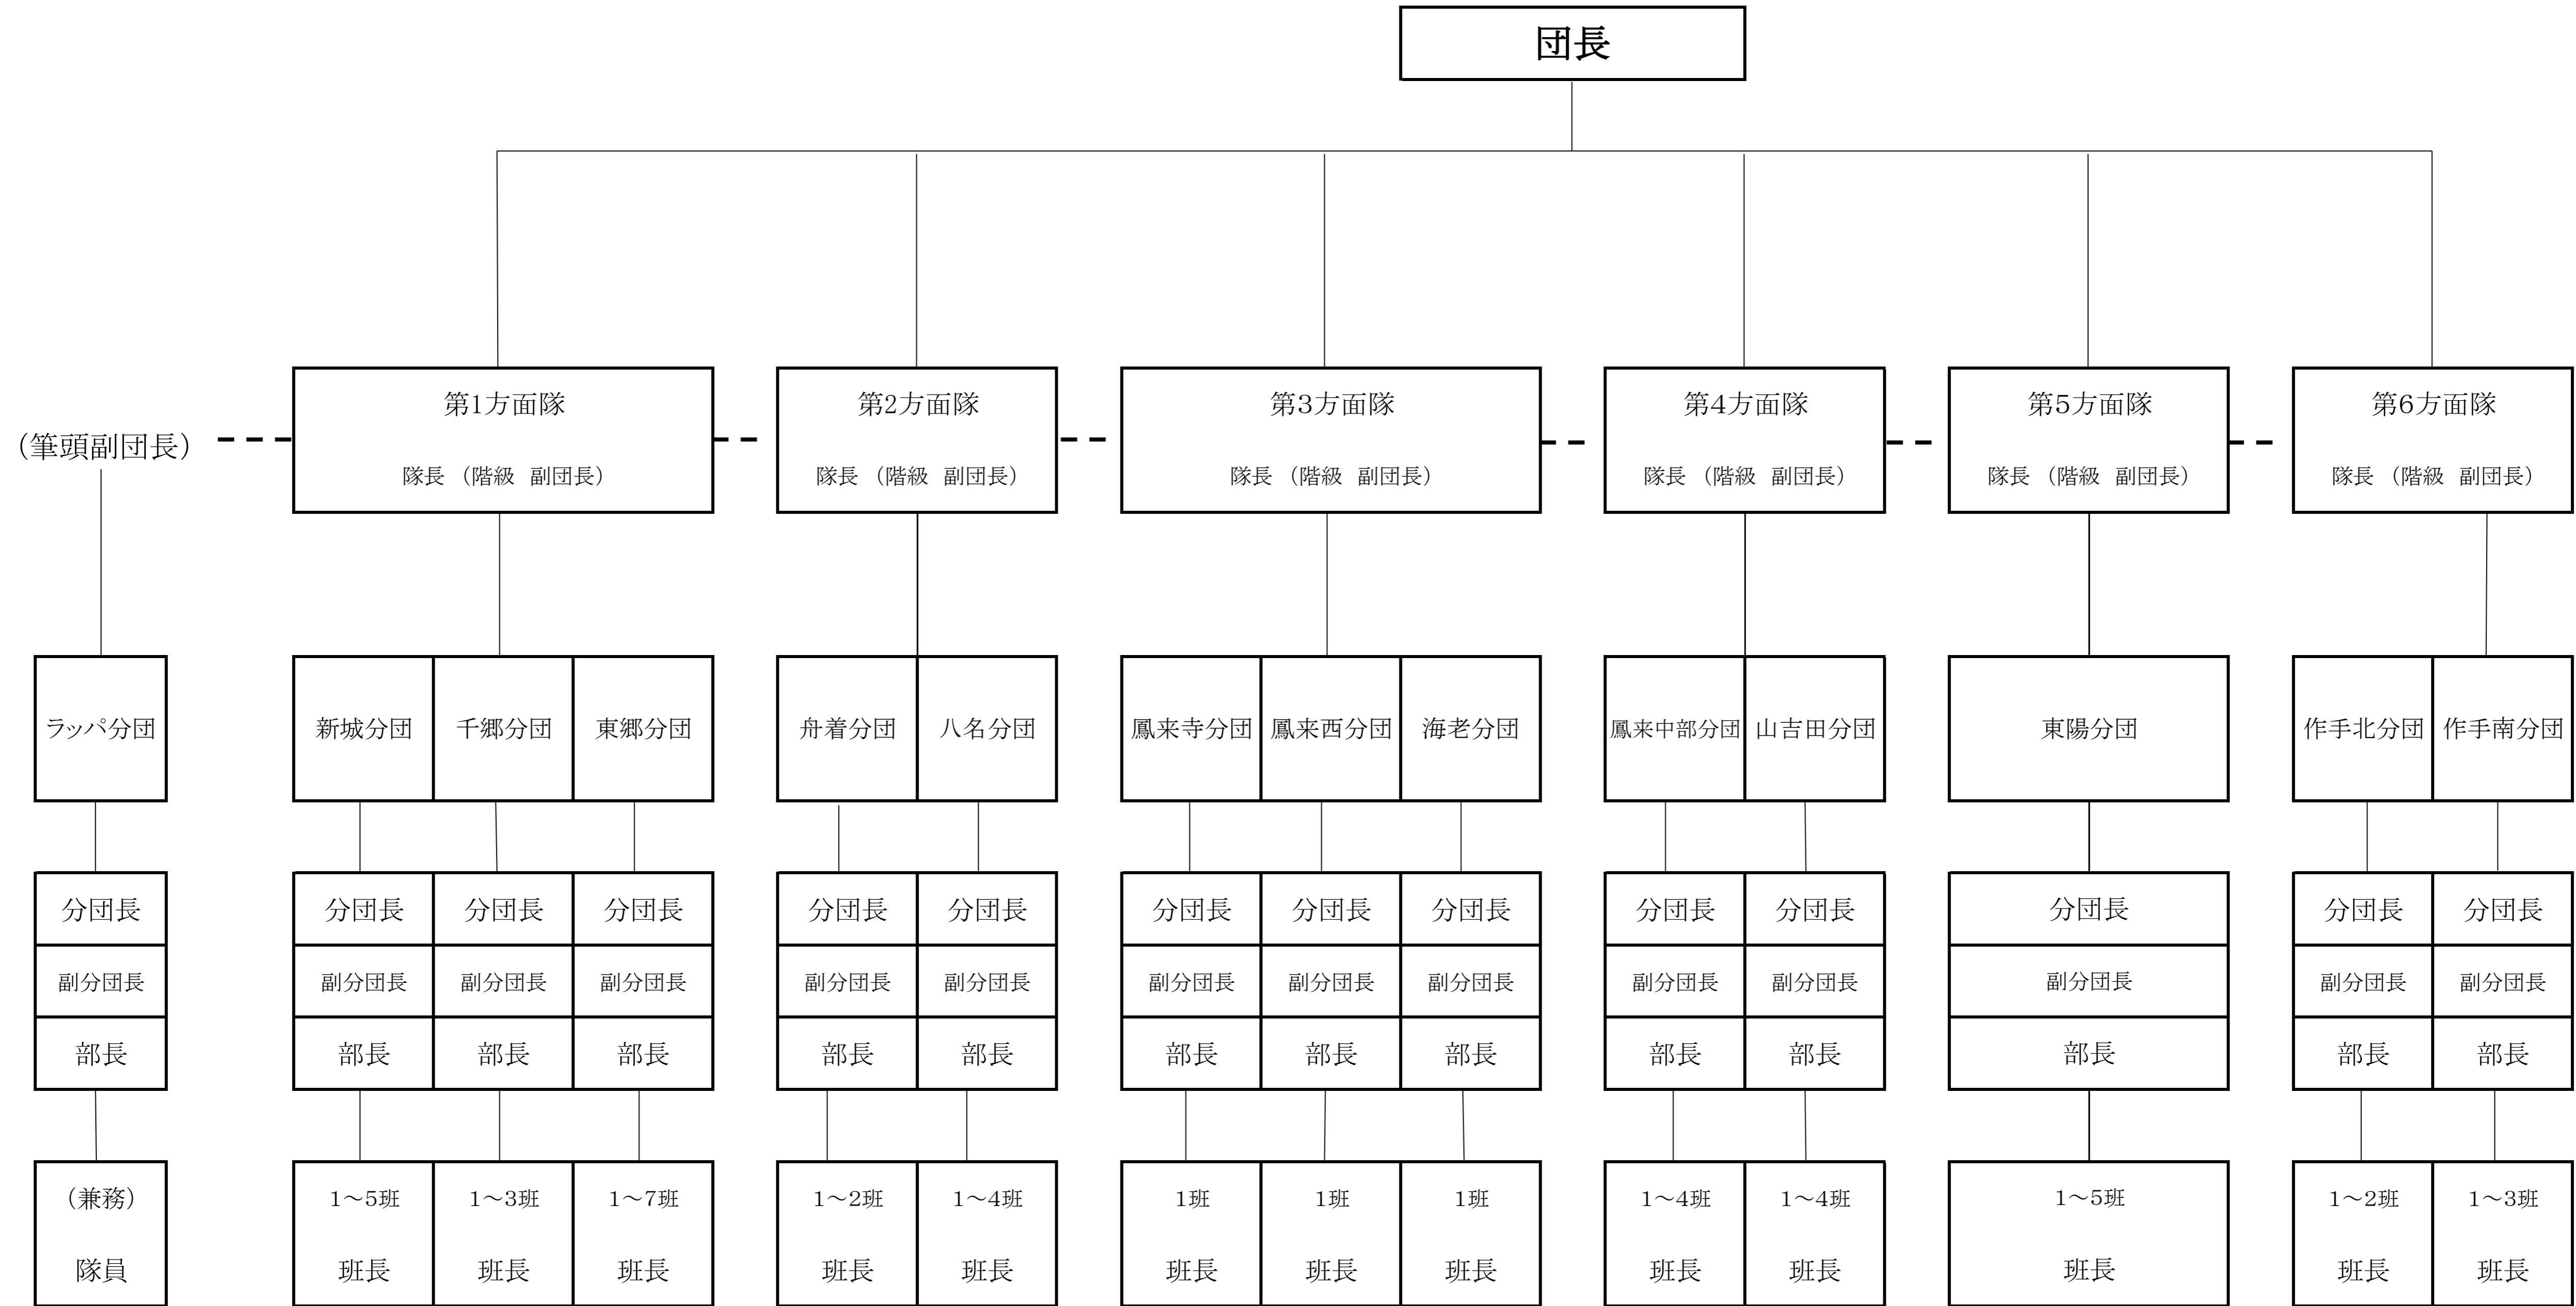 団長
第1方面隊
第2方面隊
第3方面隊
第4方面隊
第5方面隊
第6方面隊
（筆頭副団長）
隊長（階級 副団長）
隊長（階級 副団長）
隊長（階級 副団長）
隊長（階級 副団長）
隊長（階級 副団長）
隊長（階級 副団長）
ラッパ分団
新城分団
千郷分団
東郷分団
舟着分団
八名分団
鳳来寺分団
鳳来西分団
海老分団
鳳来中部分団
山吉田分団
東陽分団
作手北分団
作手南分団
分団長
分団長
分団長
分団長
分団長
分団長
分団長
分団長
分団長
分団長
分団長
分団長
分団長
分団長
副分団長
副分団長
副分団長
副分団長
副分団長
副分団長
副分団長
副分団長
副分団長
副分団長
副分団長
副分団長
副分団長
副分団長
部長
部長
部長
部長
部長
部長
部長
部長
部長
部長
部長
部長
部長
部長
（兼務）
1～5班
1～3班
1～7班
1～2班
1～4班
1班
1班
1班
1～4班
1～4班
1～5班
1～2班
1～3班
隊員
班長
班長
班長
班長
班長
班長
班長
班長
班長
班長
班長
班長
班長